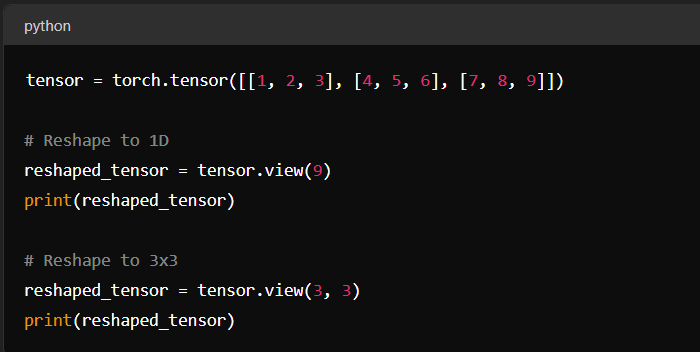 python
tensor = torch.tensor([[1, 2, 3], [4, 5, 6], [7, 8, 9]])
# Reshape to 1D
reshaped_tensor = tensor.view(9)
print(reshaped_tensor)
# Reshape to 3x3
reshaped_tensor = tensor.view(3, 3)
print(reshaped_tensor)